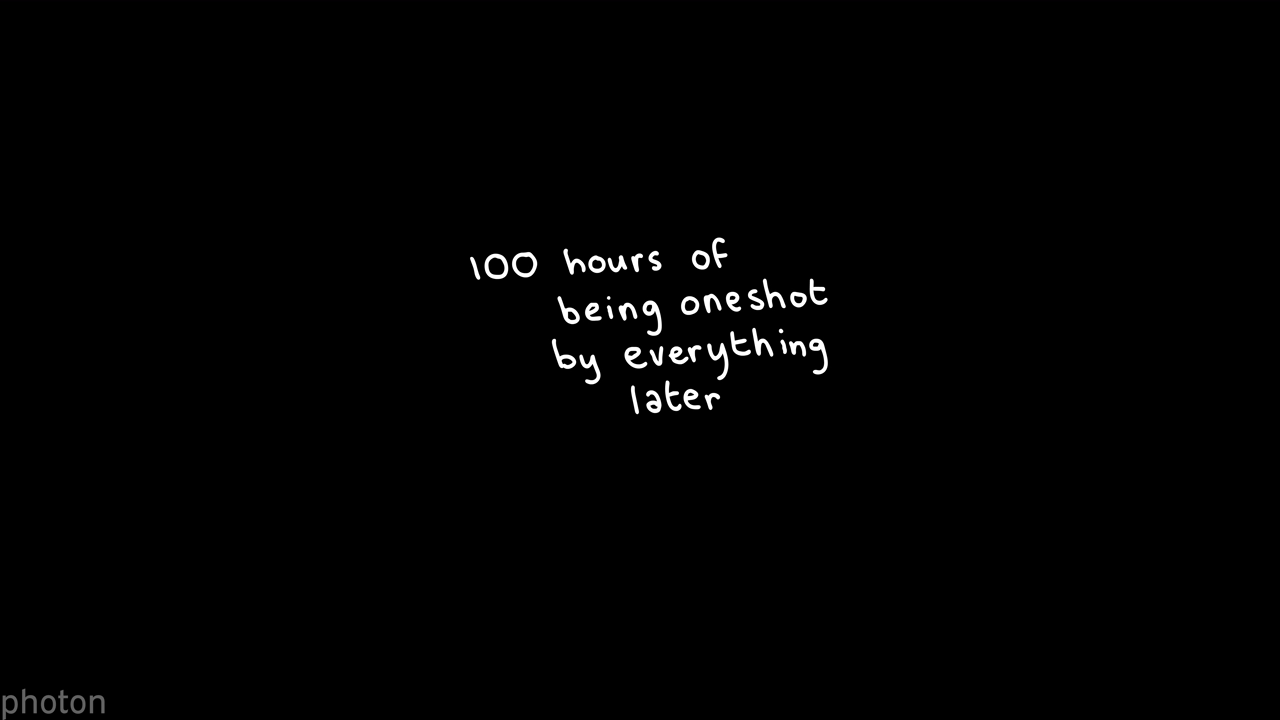 100 hours of
being oneshot
by everything
later
photon